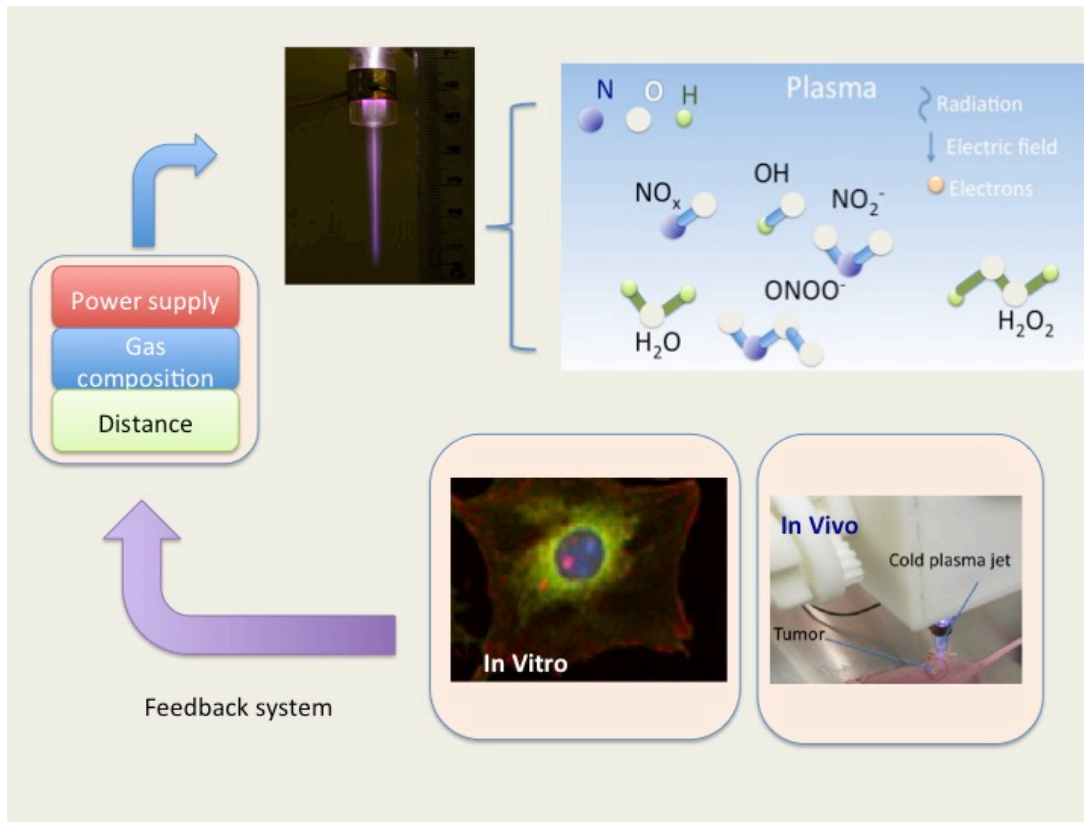 N O H
Plasma
Radiation
Electric field
Electrons
NOₓ
OH
NO₂⁻
H₂O
ONOO⁻
H₂O₂
Power supply
Gas
composition
Distance
Feedback system
In Vitro
In Vivo
Cold plasma jet
Tumor